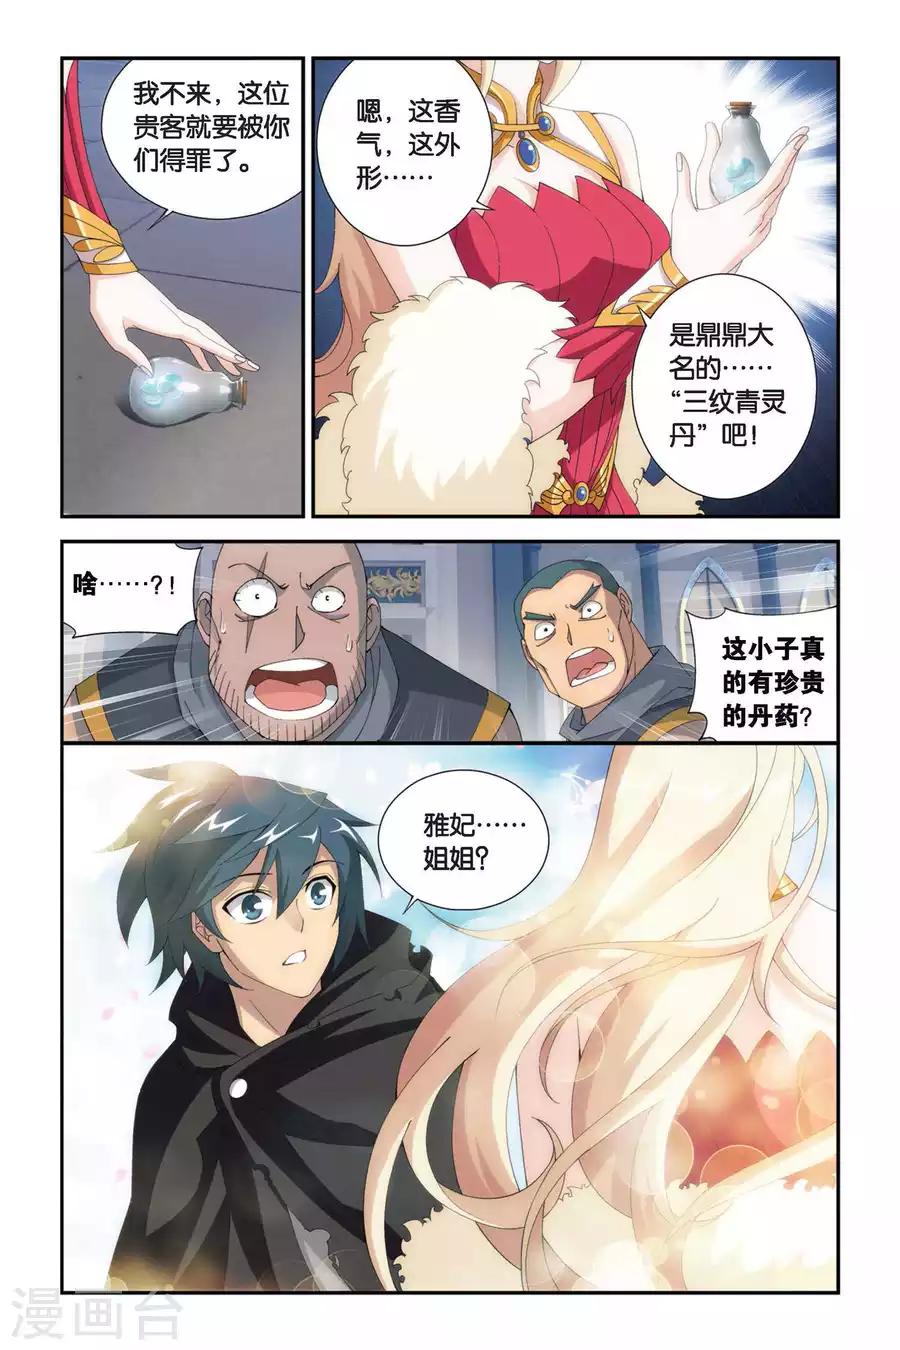 我不来，这位
贵客就要被你
们得罪了。
嗯，这香
气，这外
形……
是鼎鼎大
名的……
“三纹青灵
丹”吧！
啥……？！
这小子真
的有珍贵
的丹药？
雅妃……
姐姐？
漫画台